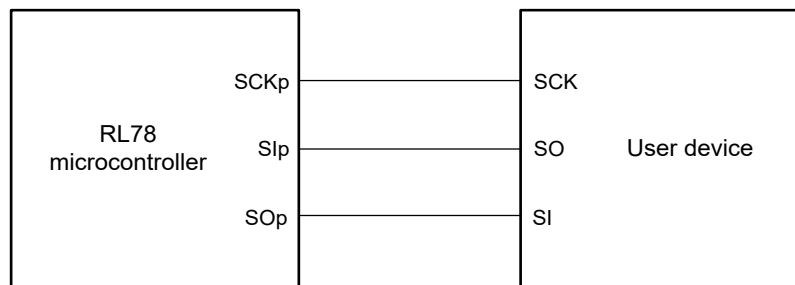 SCKp
SCK
RL78
microcontroller
SIp
SO
User device
SOp
SI